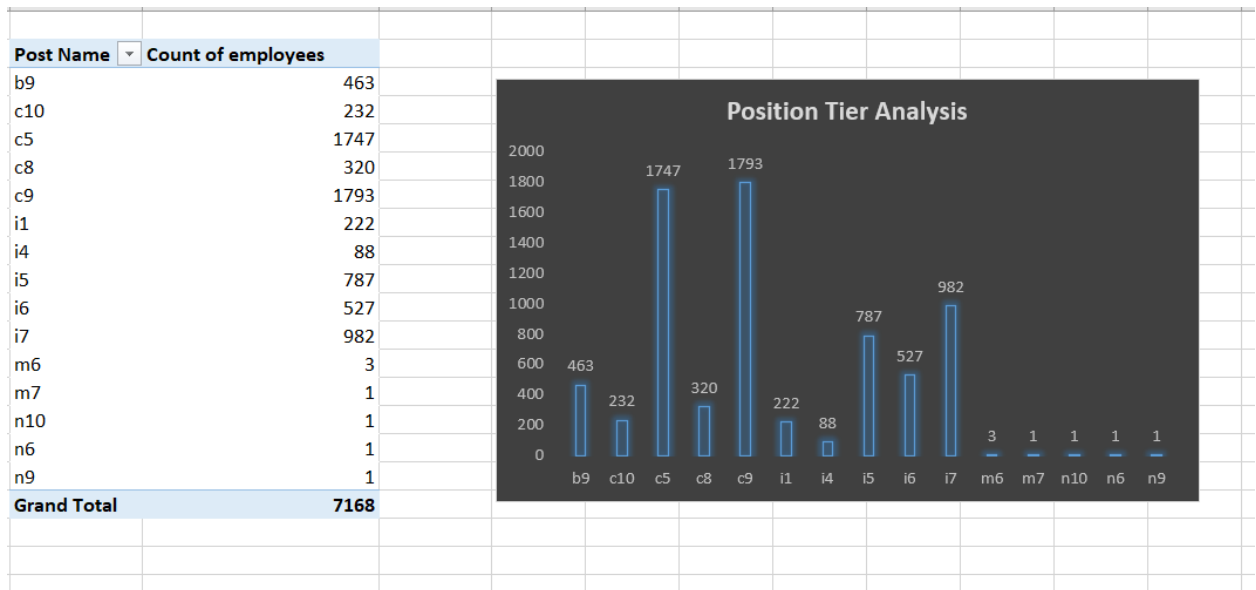 Post Name Count of employees
b9 463
c10 232
c5 1747
c8 320
c9 1793
i1 222
i4 88
i5 787
i6 527
i7 982
m6 3
m7 1
n10 1
n6 1
n9 1
Grand Total 7168
Position Tier Analysis
2000
1800
1600
1400
1200
1000
800
600
400
200
0
463 232 1747 320 1793 222 88 787 527 982 3 1 1 1 1
b9 c10 c5 c8 c9 i1 i4 i5 i6 i7 m6 m7 n10 n6 n9